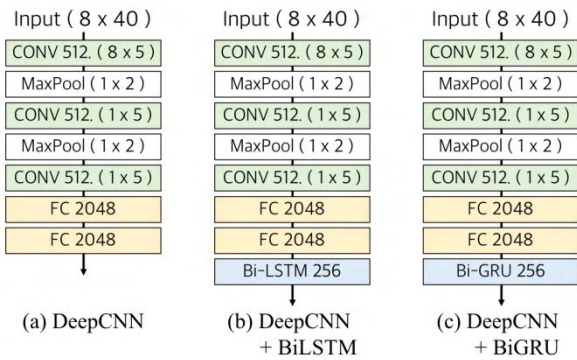 Input ( 8 x 40 )
CONV 512. ( 8 x 5 )
MaxPool ( 1 x 2 )
CONV 512. ( 1 x 5 )
MaxPool ( 1 x 2 )
CONV 512. ( 1 x 5 )
FC 2048
FC 2048
(a) DeepCNN
Input ( 8 x 40 )
CONV 512. ( 8 x 5 )
MaxPool ( 1 x 2 )
CONV 512. ( 1 x 5 )
MaxPool ( 1 x 2 )
CONV 512. ( 1 x 5 )
FC 2048
FC 2048
Bi-LSTM 256
(b) DeepCNN
+ BiLSTM
Input ( 8 x 40 )
CONV 512. ( 8 x 5 )
MaxPool ( 1 x 2 )
CONV 512. ( 1 x 5 )
MaxPool ( 1 x 2 )
CONV 512. ( 1 x 5 )
FC 2048
FC 2048
Bi-GRU 256
(c) DeepCNN
+ BiGRU